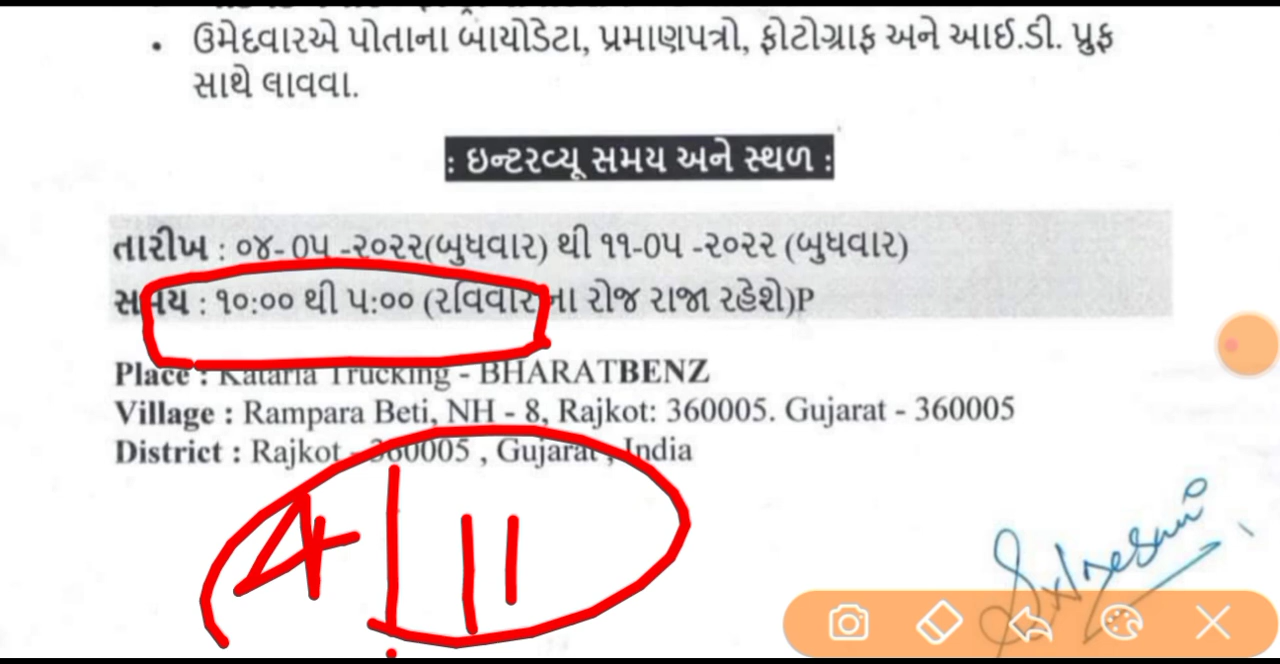 • ઉમેદવારએ પોતાના બાયોડેટા, પ્રમાણપત્રો, ફોટોગ્રાફ અને આઈ.ડી. પ્રુફ
સાથે લાવવા.
: ઇન્ટરવ્યૂ સમય અને સ્થળ :
તારીખ : ૦૪- ૦૫ -૨૦૨૨(બુધવાર) થી ૧૧-૦૫ -૨૦૨૨ (બુધવાર)
સમય : ૧૦:૦૦ થી ૫:૦૦ (રવિવાર ના રોજ રાજા રહેશે)P
Place : Kataria Trucking - BHARATBENZ
Village : Rampara Beti, NH - 8, Rajkot: 360005. Gujarat - 360005
District : Rajkot - 360005 , Gujarat , India
4 | 11